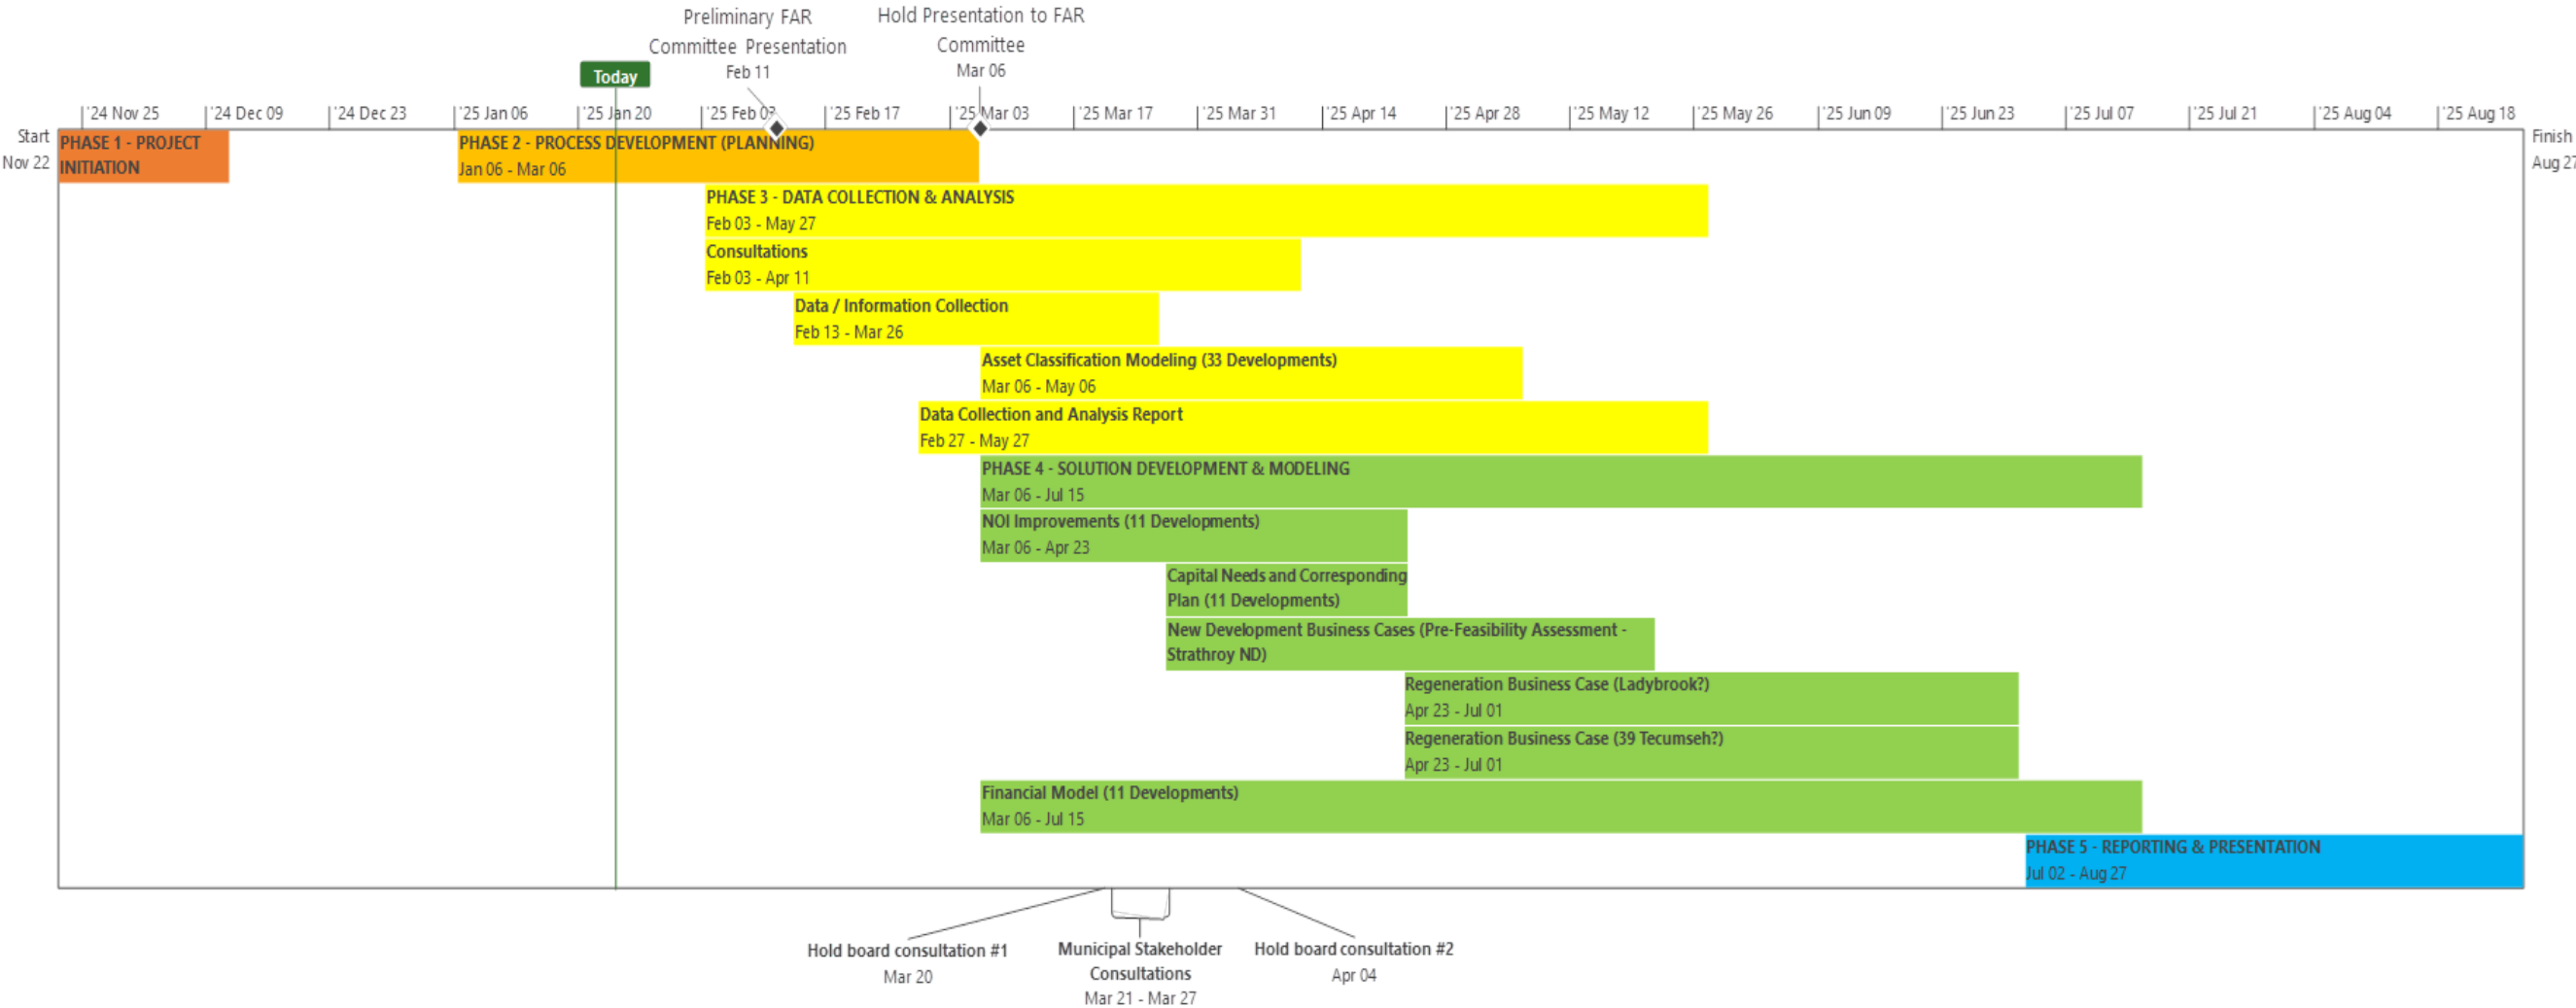 Preliminary FAR
Committee Presentation
Feb 11
Hold Presentation to FAR
Committee
Mar 06
Today
'24 Nov 25
'24 Dec 09
'24 Dec 23
'25 Jan 06
'25 Jan 20
'25 Feb 03
'25 Feb 17
'25 Mar 03
'25 Mar 17
'25 Mar 31
'25 Apr 14
'25 Apr 28
'25 May 12
'25 May 26
'25 Jun 09
'25 Jun 23
'25 Jul 07
'25 Jul 21
'25 Aug 04
'25 Aug 18
Start
Nov 22
Finish
Aug 27
PHASE 1 - PROJECT
INITIATION
PHASE 2 - PROCESS DEVELOPMENT (PLANNING)
Jan 06 - Mar 06
PHASE 3 - DATA COLLECTION & ANALYSIS
Feb 03 - May 27
Consultations
Feb 03 - Apr 11
Data / Information Collection
Feb 13 - Mar 26
Asset Classification Modeling (33 Developments)
Mar 06 - May 06
Data Collection and Analysis Report
Feb 27 - May 27
PHASE 4 - SOLUTION DEVELOPMENT & MODELING
Mar 06 - Jul 15
NOI Improvements (11 Developments)
Mar 06 - Apr 23
Capital Needs and Corresponding
Plan (11 Developments)
New Development Business Cases (Pre-Feasibility Assessment -
Strathroy ND)
Regeneration Business Case (Ladybrook?)
Apr 23 - Jul 01
Regeneration Business Case (39 Tecumseh?)
Apr 23 - Jul 01
Financial Model (11 Developments)
Mar 06 - Jul 15
PHASE 5 - REPORTING & PRESENTATION
Jul 02 - Aug 27
Hold board consultation #1
Mar 20
Municipal Stakeholder
Consultations
Mar 21 - Mar 27
Hold board consultation #2
Apr 04